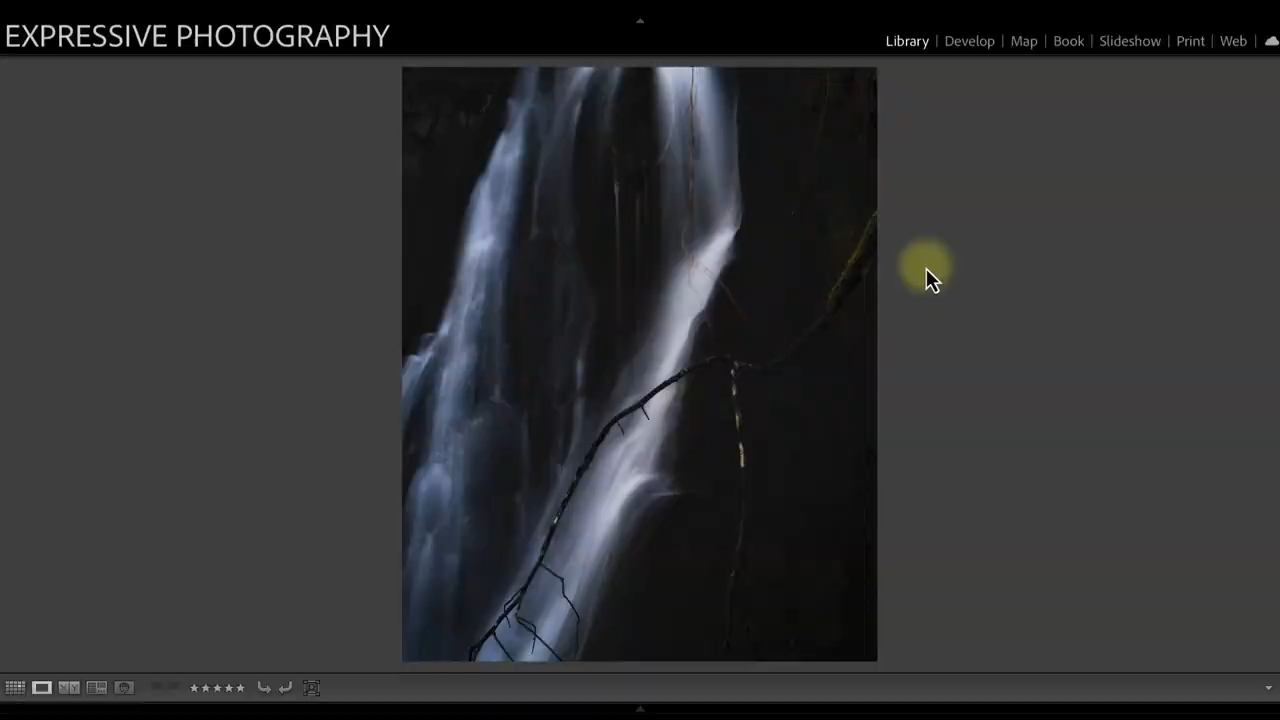 EXPRESSIVE PHOTOGRAPHY
Library | Develop | Map | Book | Slideshow | Print | Web |